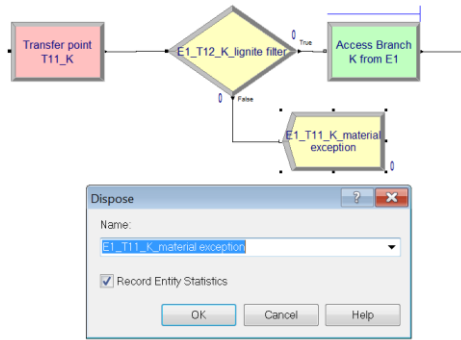 Transfer point
T11_K
E1_T12_K_lignite filter
0
True
Access Branch
K from E1
0
False
E1_T11_K_material
exception
0
Dispose
?
Name:
E1_T11_K_material exception
Record Entity Statistics
OK
Cancel
Help